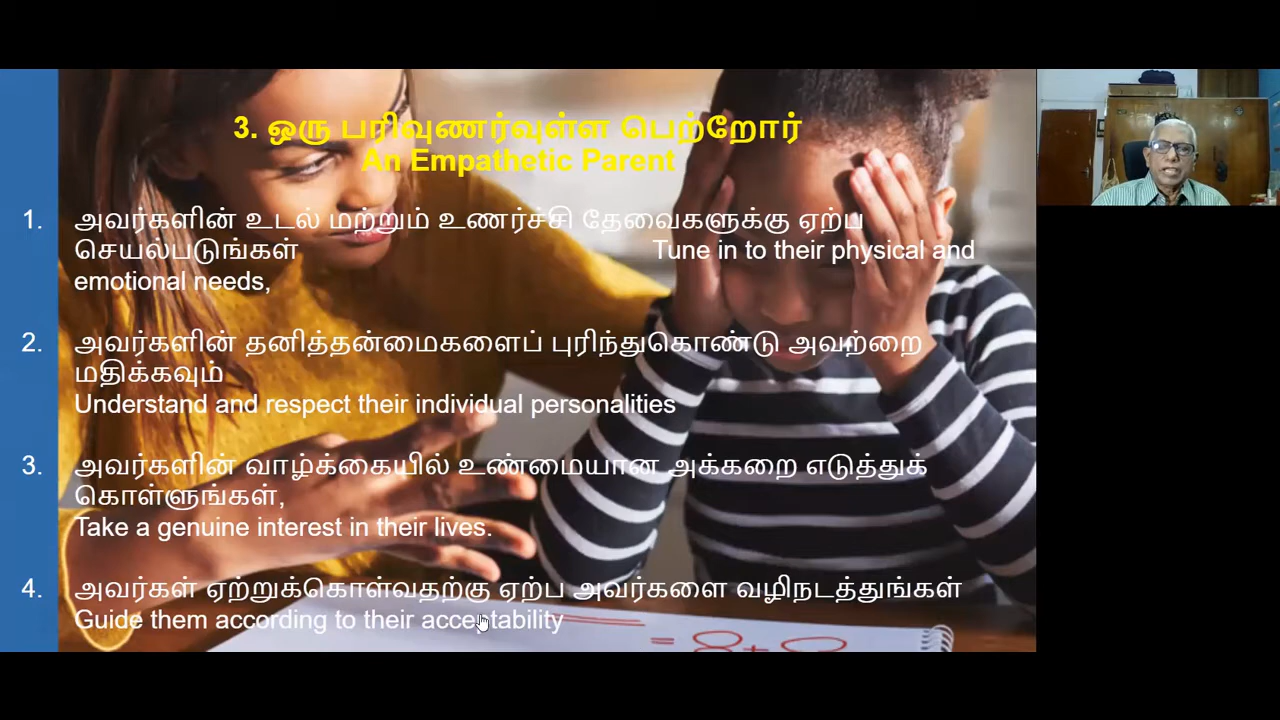 3. ஒரு பரிவுணர்வுள்ள பெற்றோர்
An Empathetic Parent
1. அவர்களின் உடல் மற்றும் உணர்ச்சி தேவைகளுக்கு ஏற்ப
செயல்படுங்கள் Tune in to their physical and
emotional needs,
2. அவர்களின் தனித்தன்மைகளைப் புரிந்துகொண்டு அவற்றை
மதிக்கவும்
Understand and respect their individual personalities
3. அவர்களின் வாழ்க்கையில் உண்மையான அக்கறை எடுத்துக்
கொள்ளுங்கள்,
Take a genuine interest in their lives.
4. அவர்கள் ஏற்றுக்கொள்வதற்கு ஏற்ப அவர்களை வழிநடத்துங்கள்
Guide them according to their acceptability